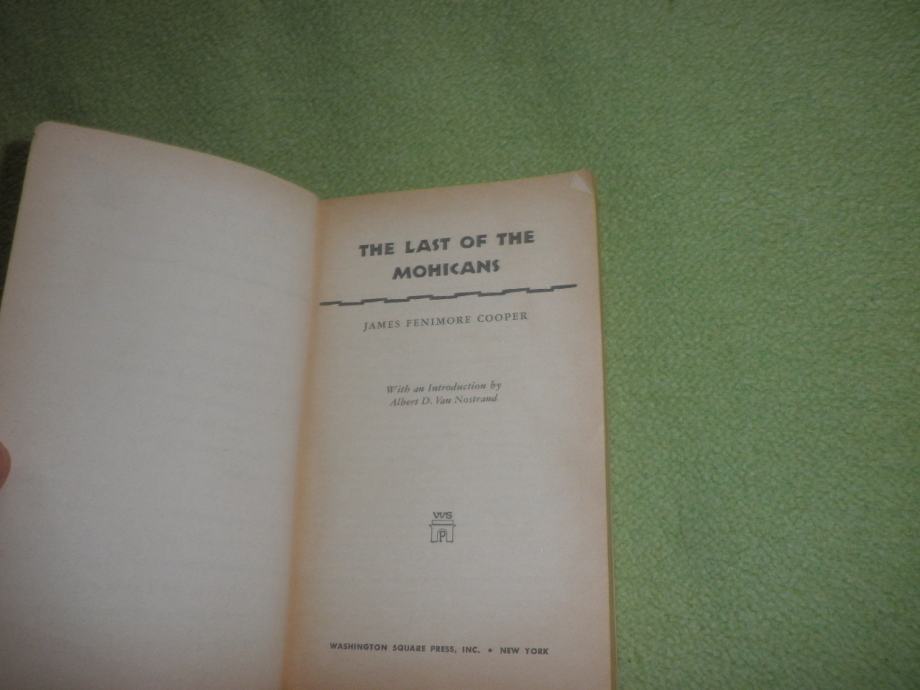 THE LAST OF THE
MOHICANS
JAMES FENIMORE COOPER
With an Introduction by
Albert D. Van Nostrand
WS
P
WASHINGTON SQUARE PRESS, INC. • NEW YORK